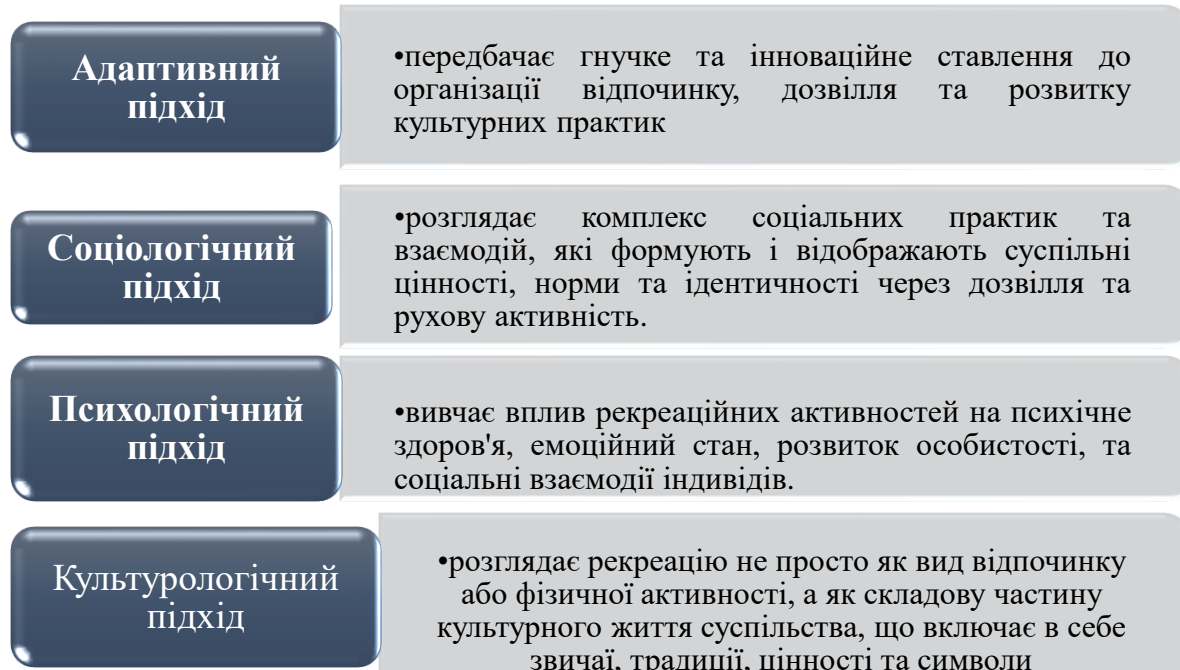 Адаптивний
підхід
•передбачає гнучке та інноваційне ставлення до
організації відпочинку, дозвілля та розвитку
культурних практик
Соціологічний
підхід
•розглядає комплекс соціальних практик та
взаємодій, які формують і відображають суспільні
цінності, норми та ідентичності через дозвілля та
рухову активність.
Психологічний
підхід
•вивчає вплив рекреаційних активностей на психічне
здоров'я, емоційний стан, розвиток особистості, та
соціальні взаємодії індивідів.
Культурологічний
підхід
•розглядає рекреацію не просто як вид відпочинку
або фізичної активності, а як складову частину
культурного життя суспільства, що включає в себе
звичаї, традиції, цінності та символи